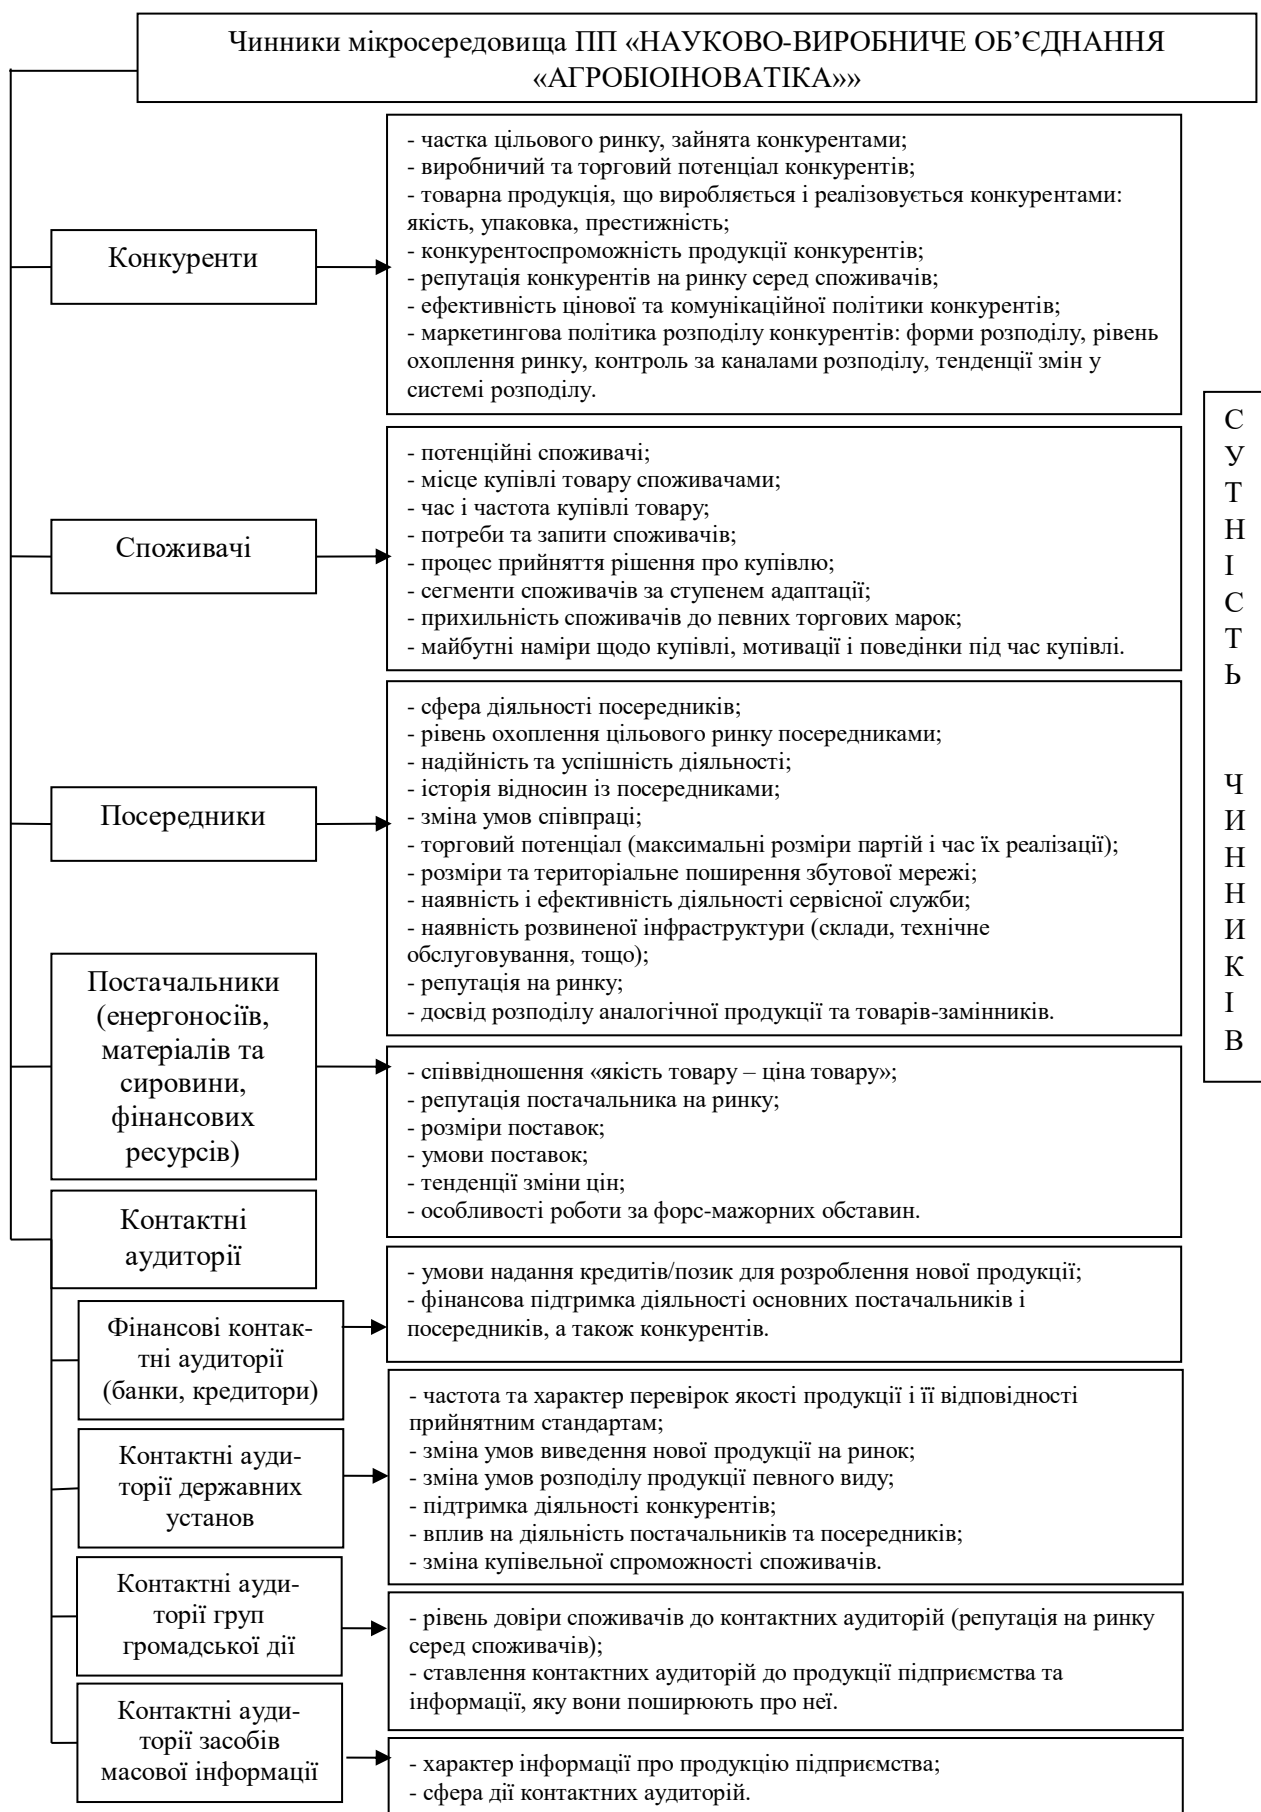 Чинники мікросередовища ПП «НАУКОВО-ВИРОБНИЧЕ ОБ’ЄДНАННЯ
«АГРОБІОІНОВАТІКА»»
Конкуренти
- частка цільового ринку, зайнята конкурентами;
- виробничий та торговий потенціал конкурентів;
- товарна продукція, що виробляється і реалізовується конкурентами:
якість, упаковка, престижність;
- конкурентоспроможність продукції конкурентів;
- репутація конкурентів на ринку серед споживачів;
- ефективність цінової та комунікаційної політики конкурентів;
- маркетингова політика розподілу конкурентів: форми розподілу, рівень
охоплення ринку, контроль за каналами розподілу, тенденції змін у
системі розподілу.
Споживачі
- потенційні споживачі;
- місце купівлі товару споживачами;
- час і частота купівлі товару;
- потреби та запити споживачів;
- процес прийняття рішення про купівлю;
- сегменти споживачів за ступенем адаптації;
- прихильність споживачів до певних торгових марок;
- майбутні наміри щодо купівлі, мотивації і поведінки під час купівлі.
Посередники
- сфера діяльності посередників;
- рівень охоплення цільового ринку посередниками;
- надійність та успішність діяльності;
- історія відносин із посередниками;
- зміна умов співпраці;
- торговий потенціал (максимальні розміри партій і час їх реалізації);
- розміри та територіальне поширення збутової мережі;
- наявність і ефективність діяльності сервісної служби;
- наявність розвиненої інфраструктури (склади, технічне
обслуговування, тощо);
- репутація на ринку;
- досвід розподілу аналогічної продукції та товарів-замінників.
Постачальники
(енергоносіїв,
матеріалів та
сировини,
фінансових
ресурсів)
- співвідношення «якість товару – ціна товару»;
- репутація постачальника на ринку;
- розміри поставок;
- умови поставок;
- тенденції зміни цін;
- особливості роботи за форс-мажорних обставин.
Контактні
аудиторії
Фінансові контак-
тні аудиторії
(банки, кредитори)
- умови надання кредитів/позик для розроблення нової продукції;
- фінансова підтримка діяльності основних постачальників і
посередників, а також конкурентів.
Контактні ауди-
торії державних
установ
- частота та характер перевірок якості продукції і її відповідності
прийнятним стандартам;
- зміна умов виведення нової продукції на ринок;
- зміна умов розподілу продукції певного виду;
- підтримка діяльності конкурентів;
- вплив на діяльність постачальників та посередників;
- зміна купівельної спроможності споживачів.
Контактні ауди-
торії груп
громадської дії
- рівень довіри споживачів до контактних аудиторій (репутація на ринку
серед споживачів);
- ставлення контактних аудиторій до продукції підприємства та
інформації, яку вони поширюють про неї.
Контактні ауди-
торії засобів
масової інформації
- характер інформації про продукцію підприємства;
- сфера дії контактних аудиторій.
С
У
Т
Н
І
С
Т
Ь
Ч
И
Н
Н
И
К
І
В